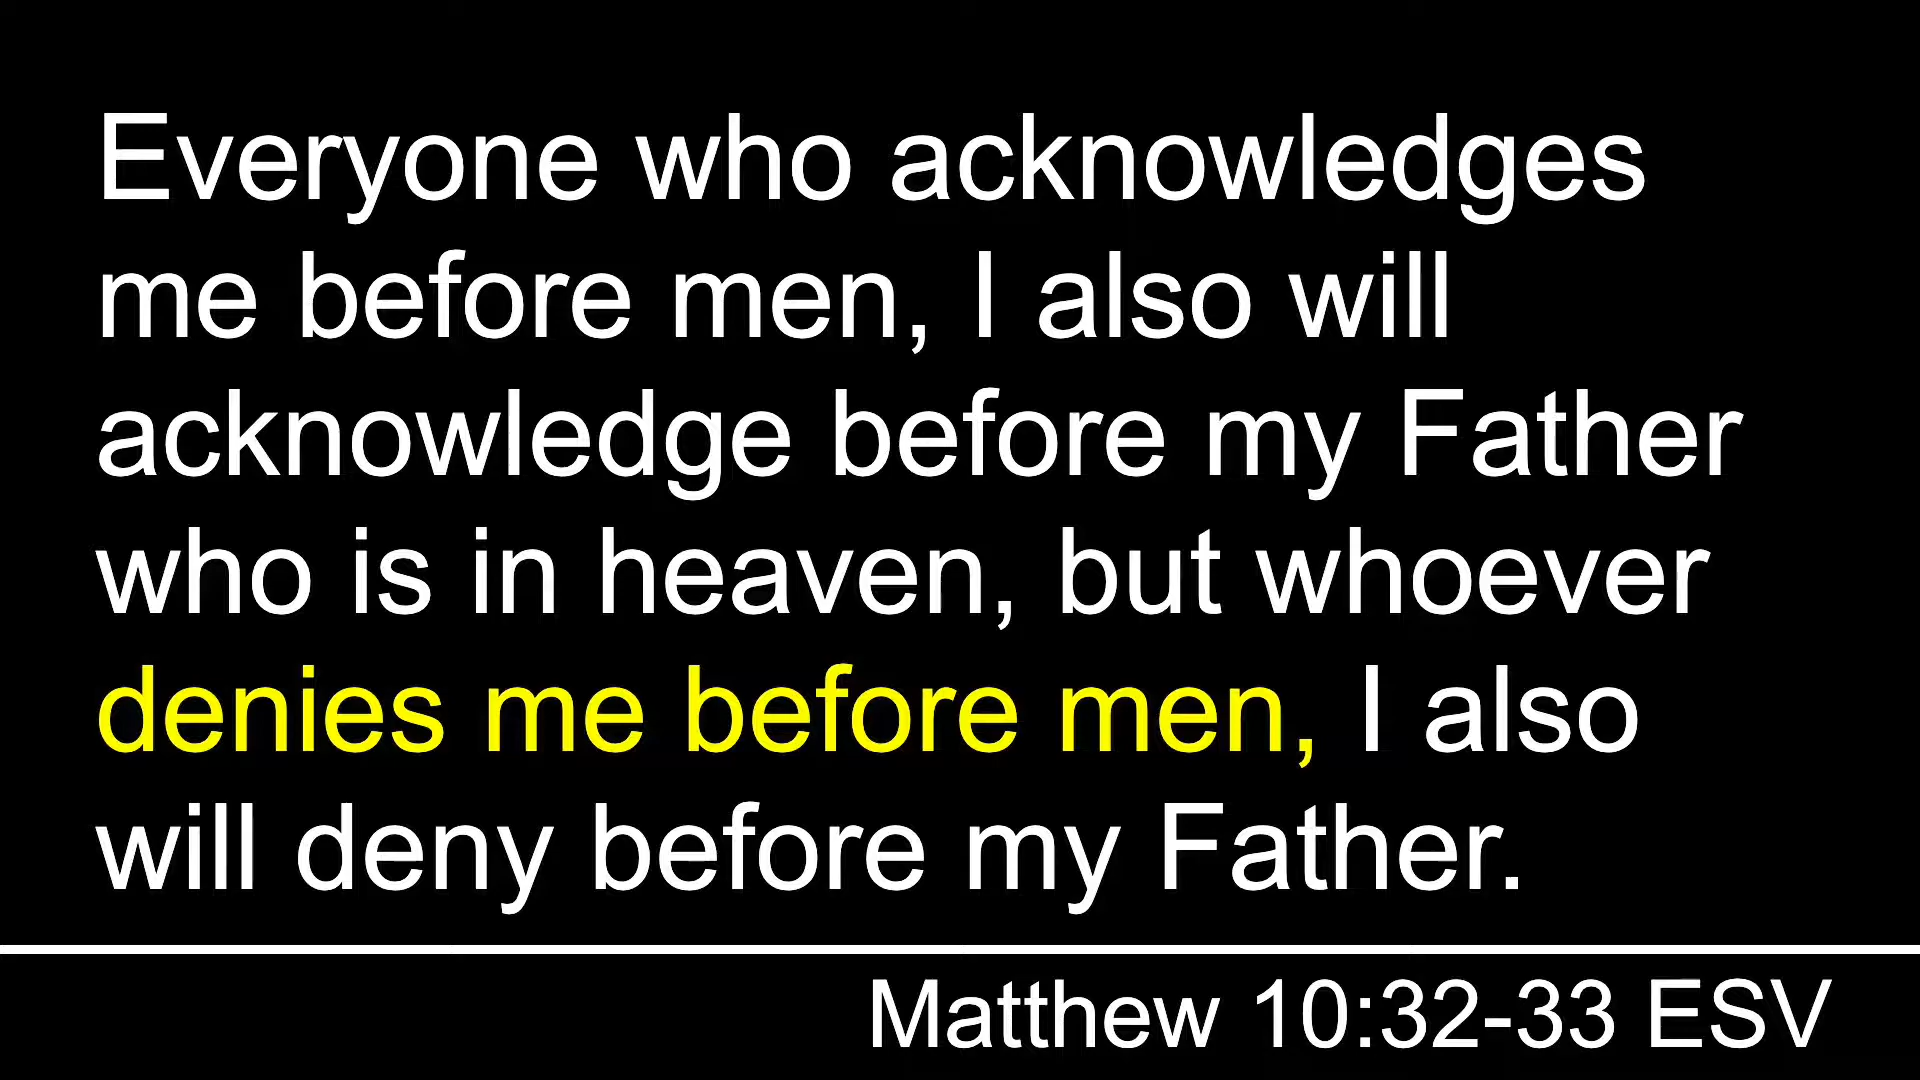 Everyone who acknowledges
me before men, I also will
acknowledge before my Father
who is in heaven, but whoever
denies me before men, I also
will deny before my Father.
Matthew 10:32-33 ESV